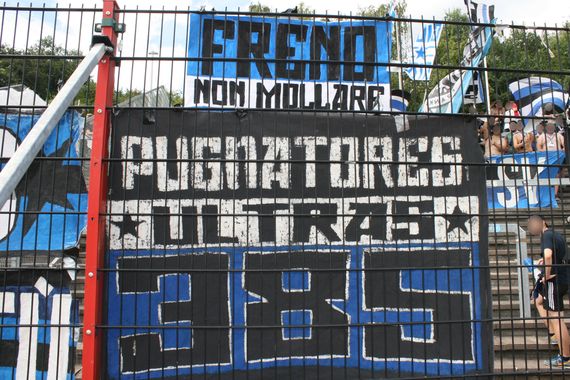 FRENO
NON MOLLARE
PUGNATORES
ULTRAS
385